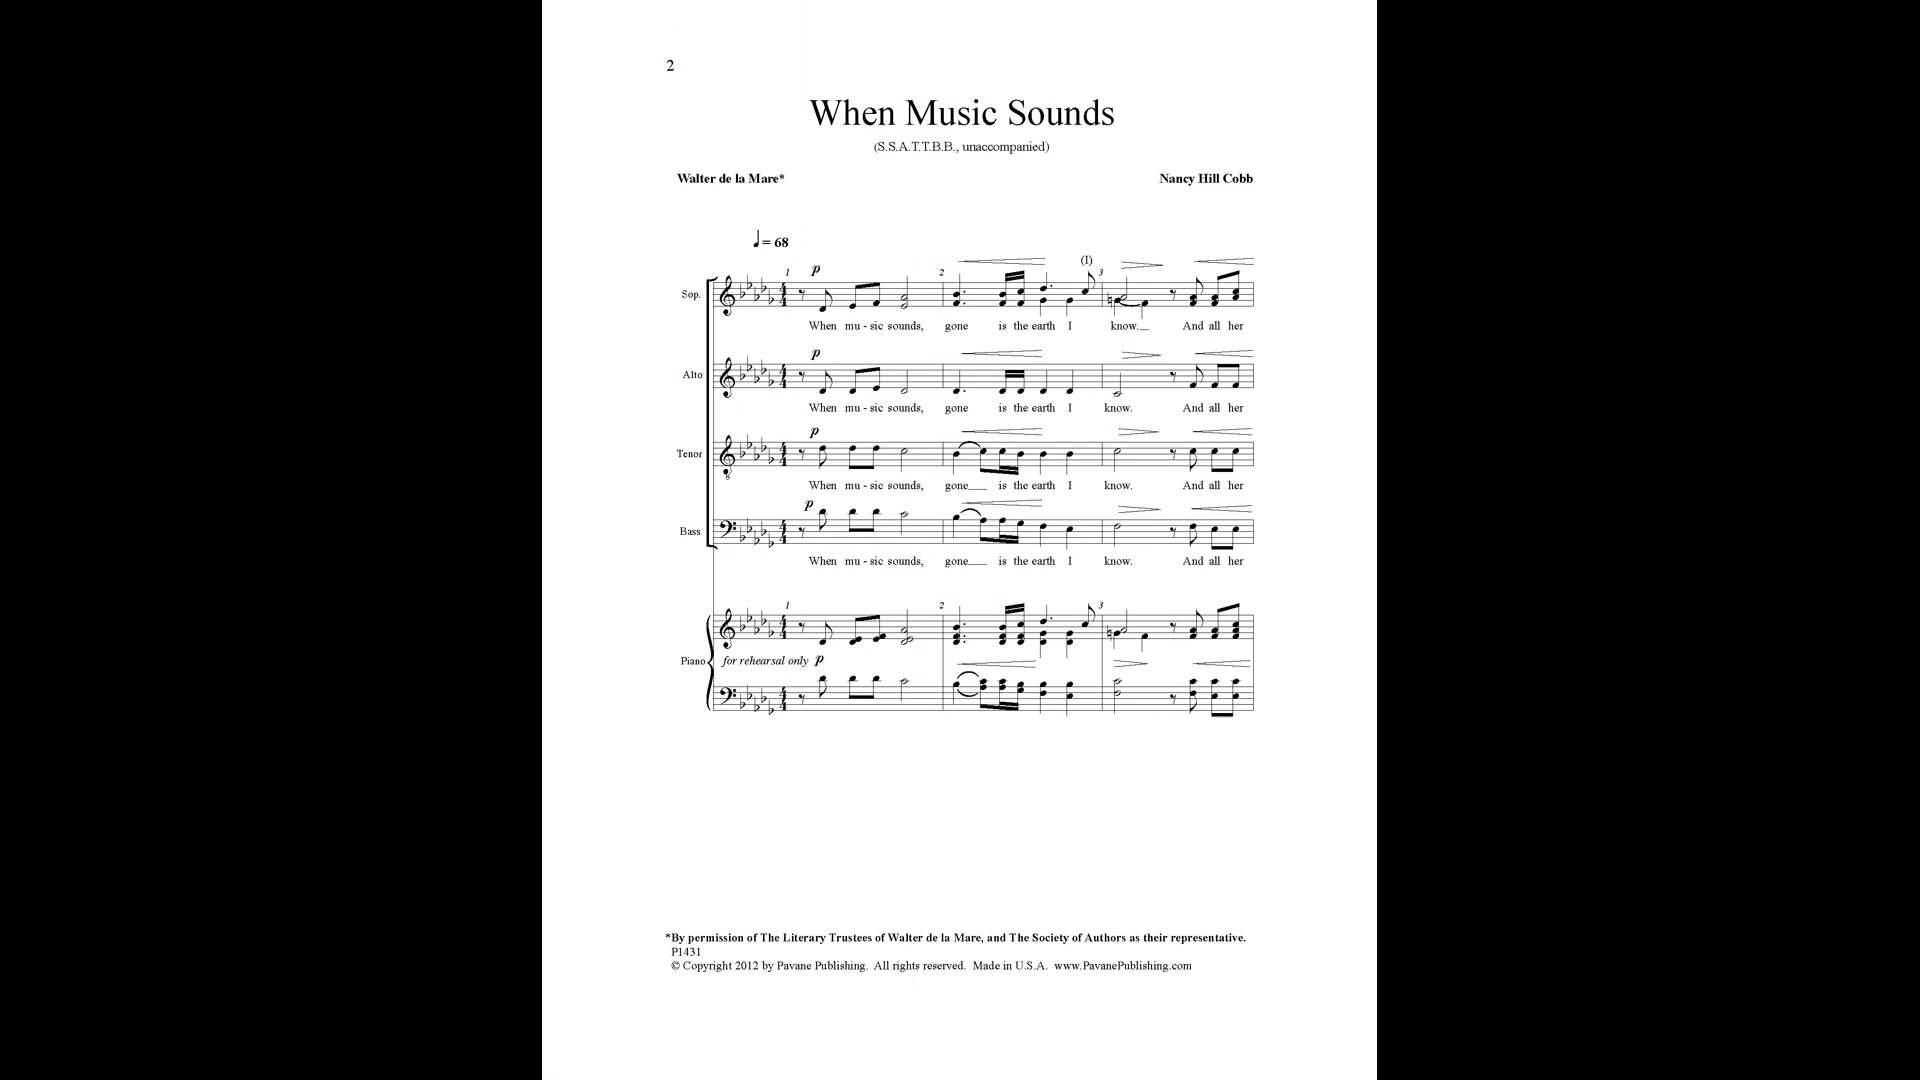 2
When Music Sounds
(S.S.A.T.T.B.B., unaccompanied)
Walter de la Mare*
Nancy Hill Cobb
♩= 68
1 p 2 (I) 3
Sop.
When mu - sic sounds, gone is the earth I know.__ And all her
p
Alto
When mu - sic sounds, gone is the earth I know. And all her
p
Tenor
When mu - sic sounds, gone___ is the earth I know. And all her
p
Bass
When mu - sic sounds, gone___ is the earth I know. And all her
1 2 3
Piano for rehearsal only p
*By permission of The Literary Trustees of Walter de la Mare, and The Society of Authors as their representative.
P1431
© Copyright 2012 by Pavane Publishing. All rights reserved. Made in U.S.A. www.PavanePublishing.com